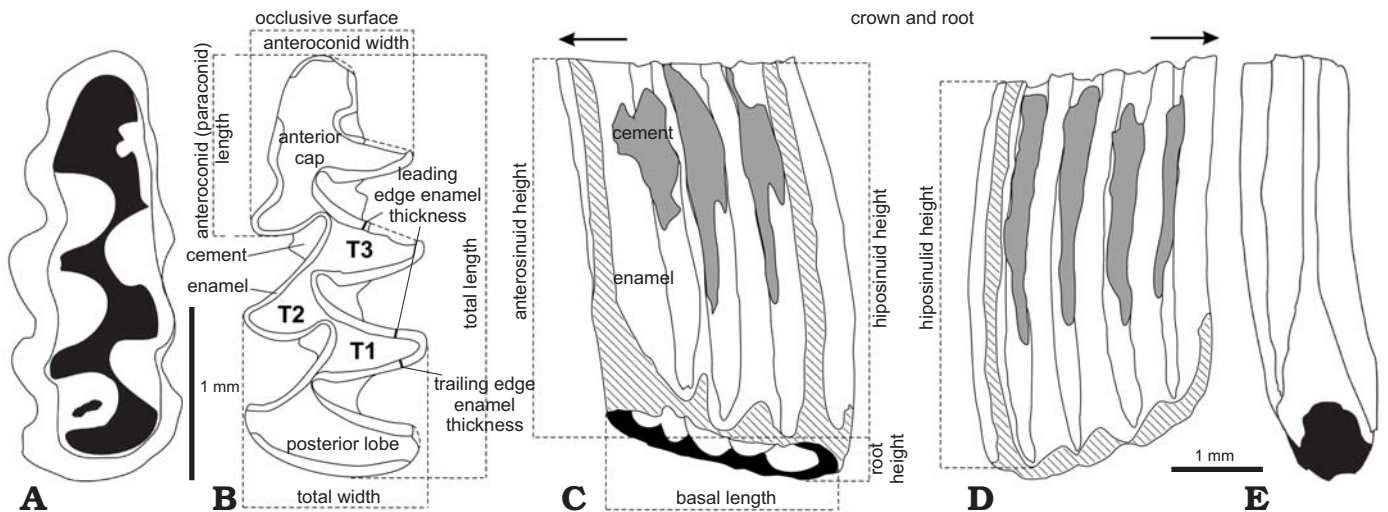 occlusive surface
anteroconid width
crown and root
anteroconid (paraconid)
length
anterior
cap
leading
edge enamel
thickness
cement
enamel
T3
T2
T1
total length
trailing edge
enamel
thickness
posterior lobe
total width
1 mm
anterosinuid height
cement
enamel
hiposinuid height
root
height
basal length
hiposinulid height
1 mm
A
B
C
D
E